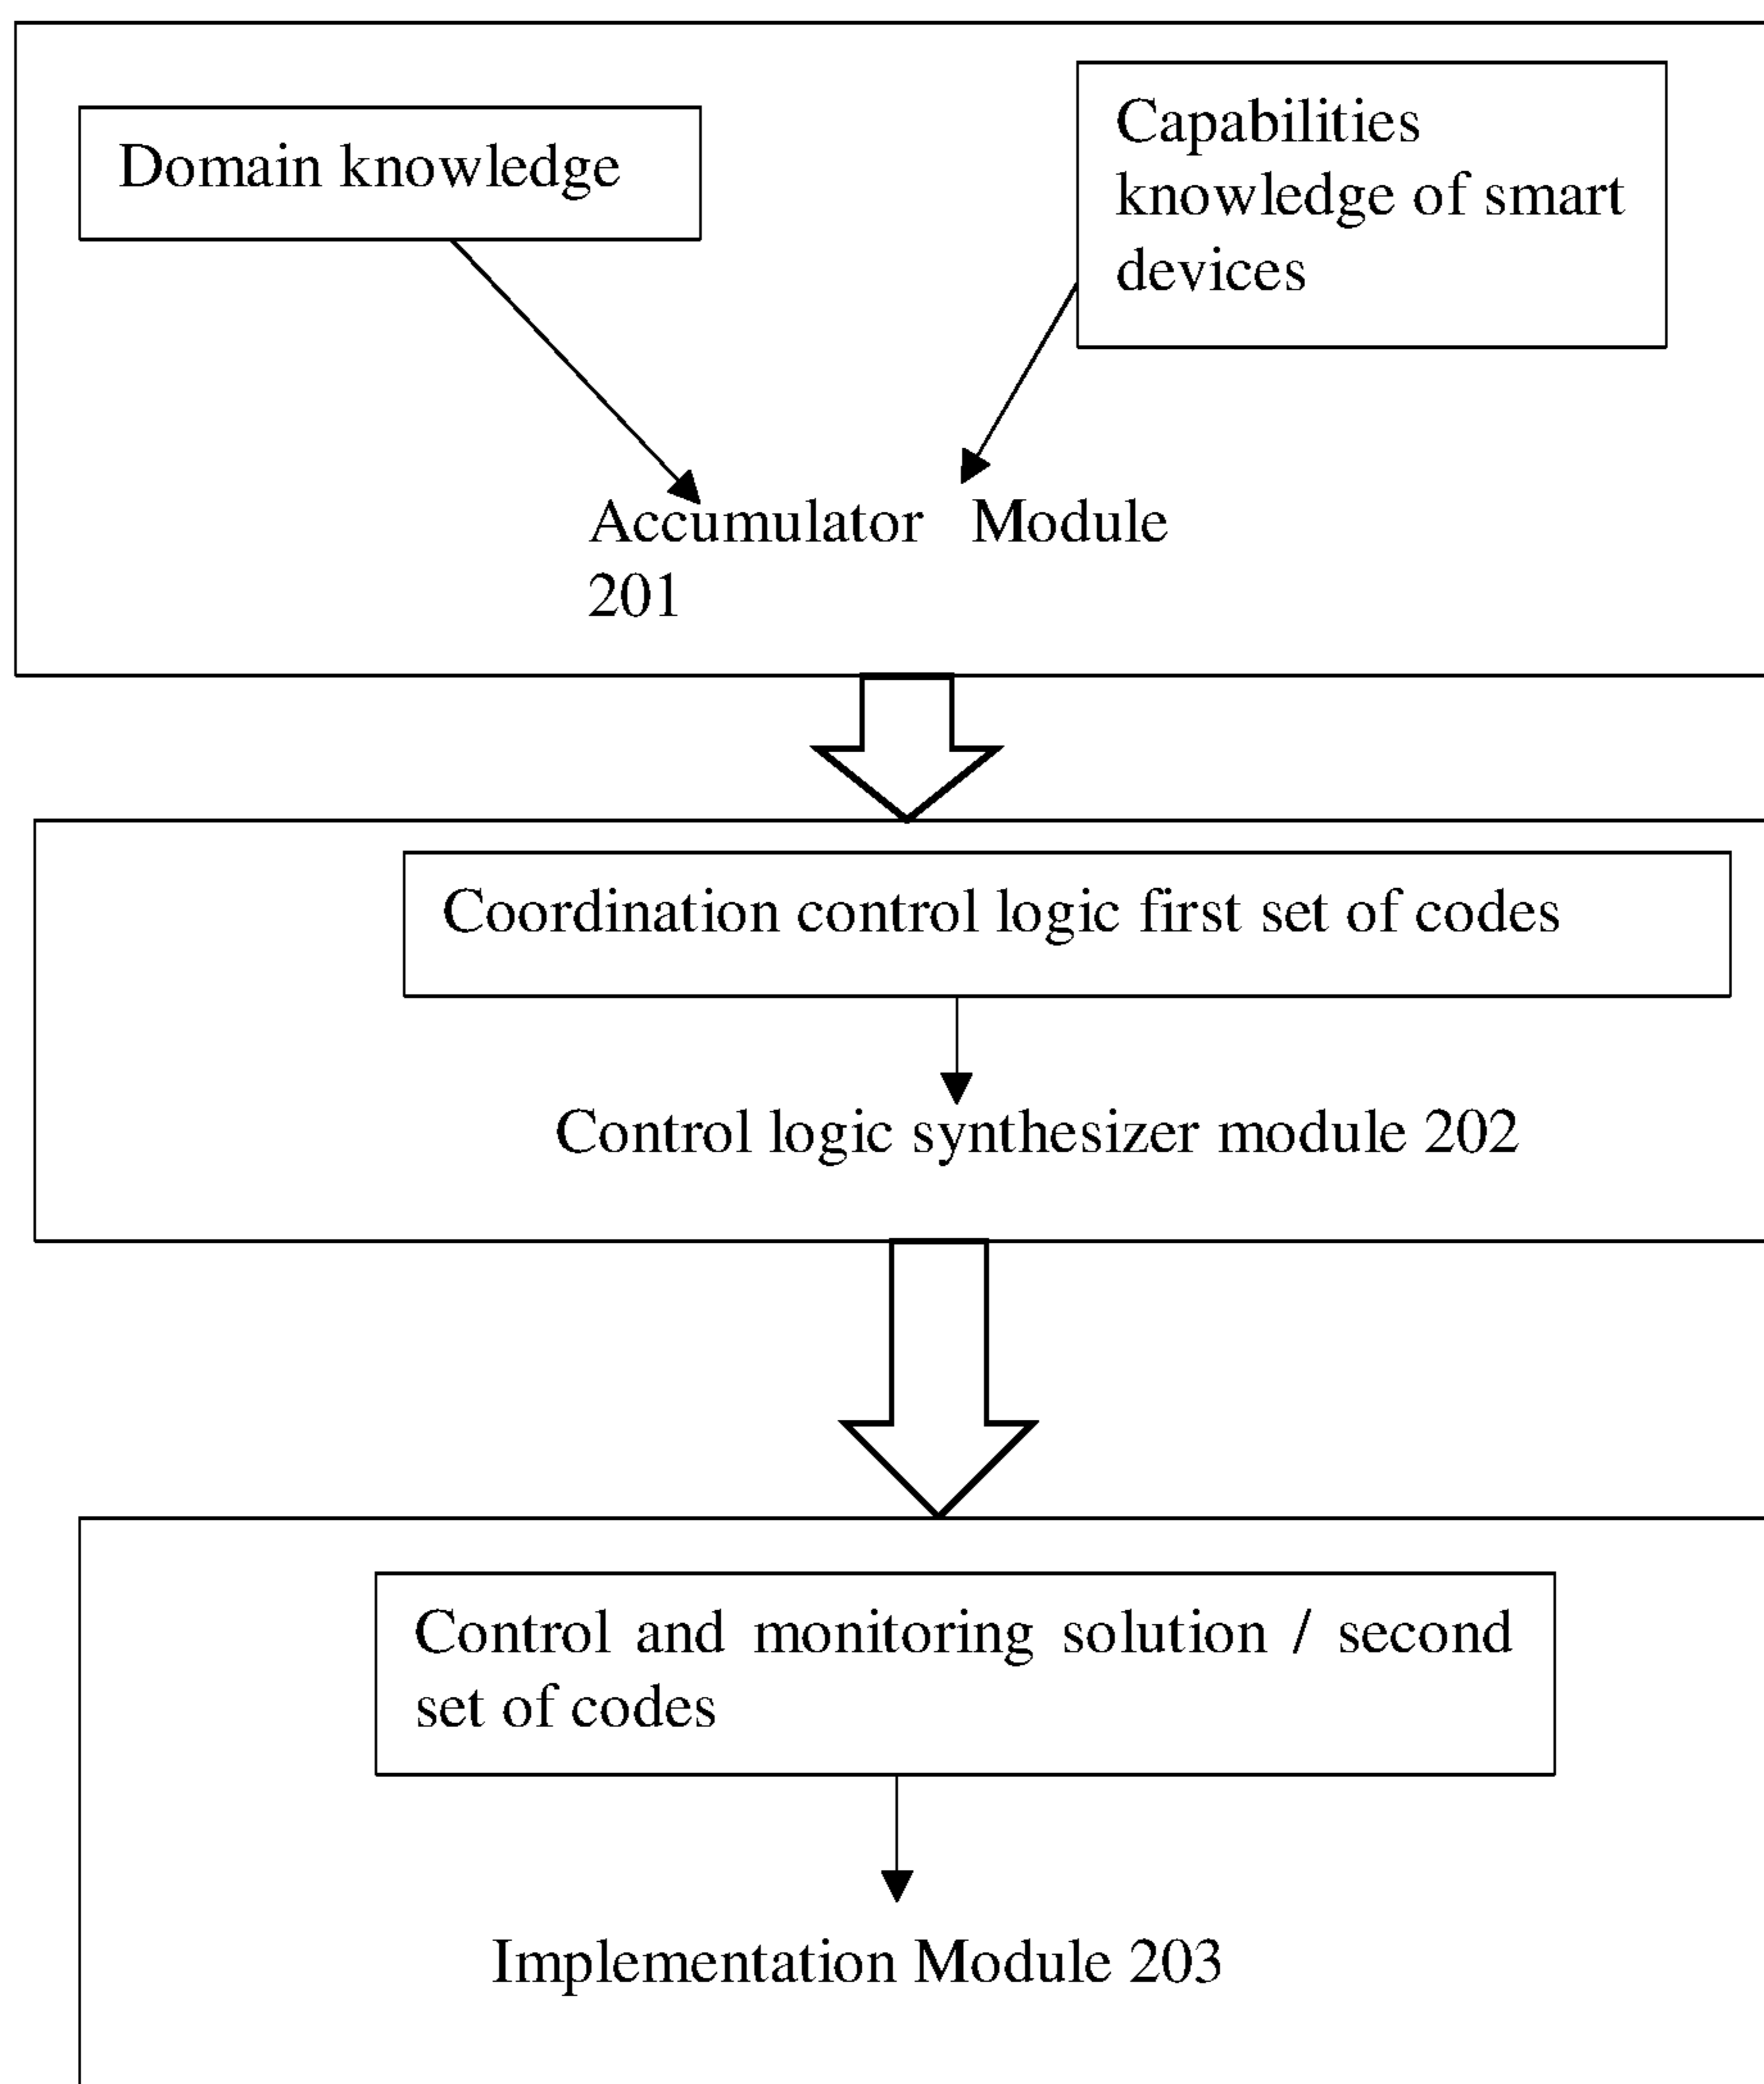 Domain knowledge
Capabilities
knowledge of smart
devices
Accumulator Module
201
Coordination control logic first set of codes
Control logic synthesizer module 202
Control and monitoring solution / second
set of codes
Implementation Module 203